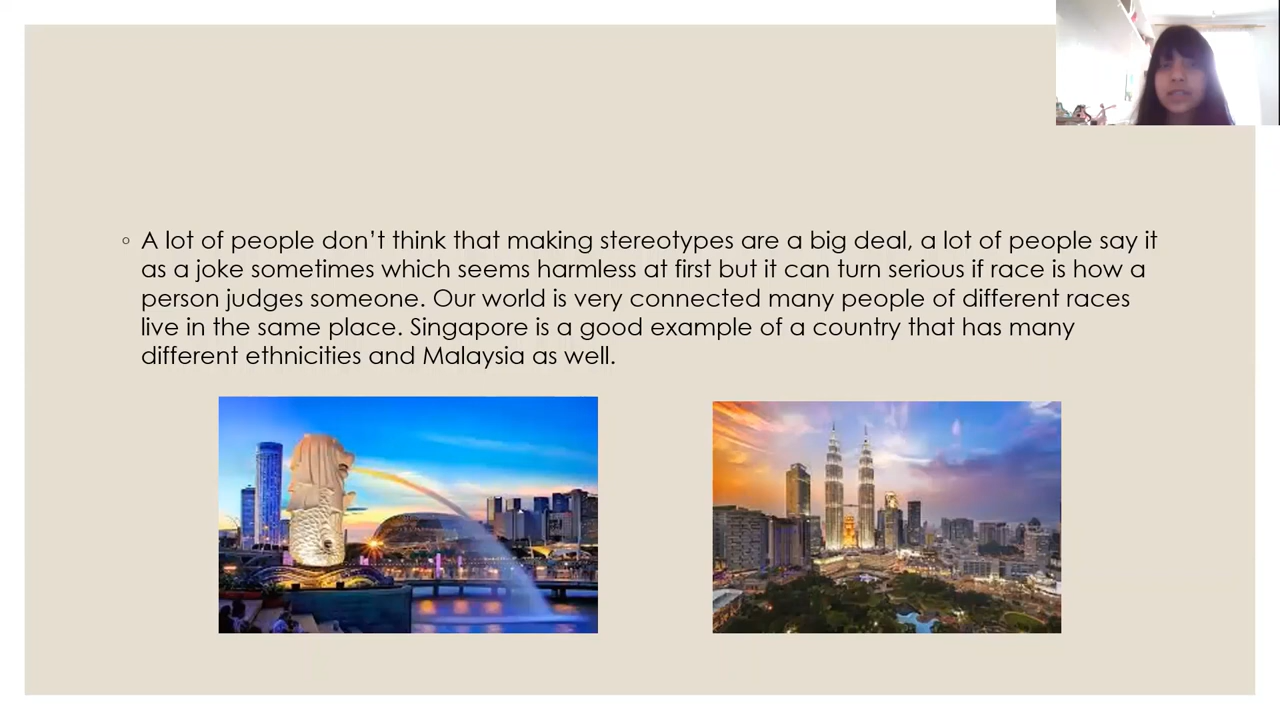 A lot of people don’t think that making stereotypes are a big deal, a lot of people say it
as a joke sometimes which seems harmless at first but it can turn serious if race is how a
person judges someone. Our world is very connected many people of different races
live in the same place. Singapore is a good example of a country that has many
different ethnicities and Malaysia as well.